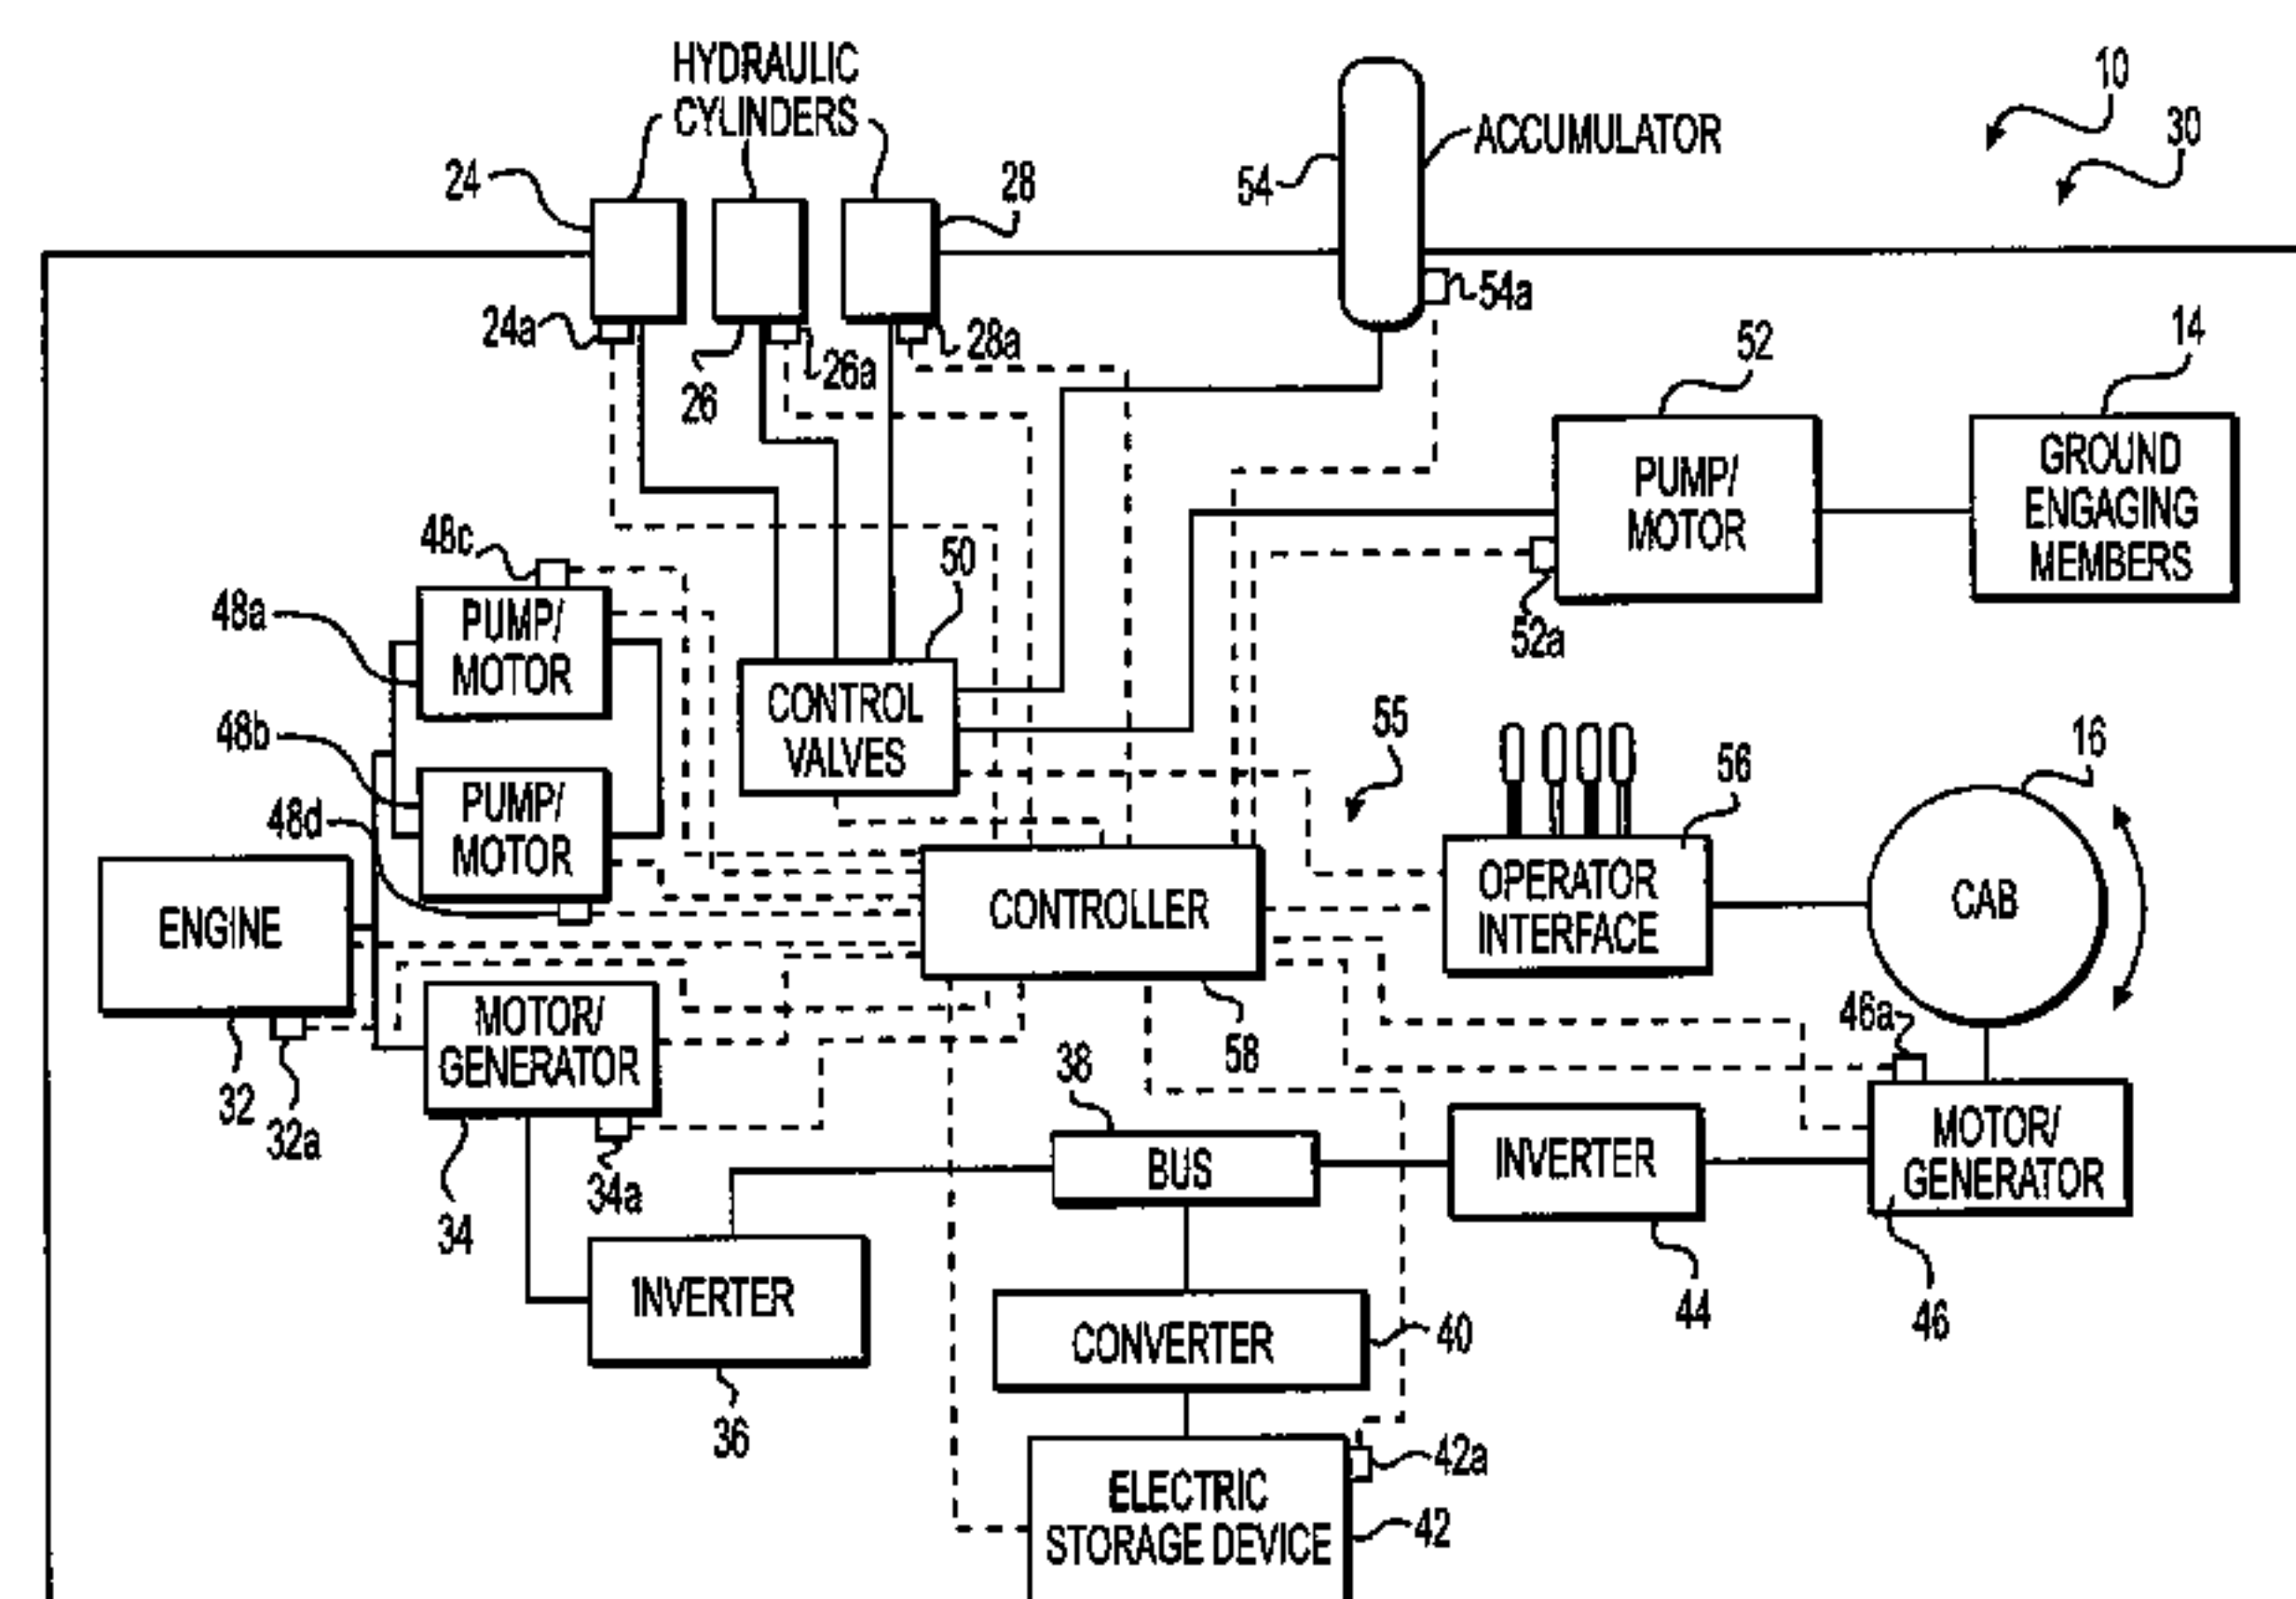 HYDRAULIC
CYLINDERS
10
ACCUMULATOR
30
24
28
54
54a
24a
28a
26a
26
52
14
PUMP/
MOTOR
GROUND
ENGAGING
MEMBERS
48c
50
52a
48a
PUMP/
MOTOR
CONTROL
VALVES
55
48b
16
56
PUMP/
MOTOR
48d
ENGINE
CONTROLLER
OPERATOR
INTERFACE
CAB
46a
MOTOR/
GENERATOR
58
38
32
32a
BUS
INVERTER
MOTOR/
GENERATOR
34a
34
INVERTER
44
46
CONVERTER
40
36
42a
ELECTRIC
STORAGE DEVICE
42